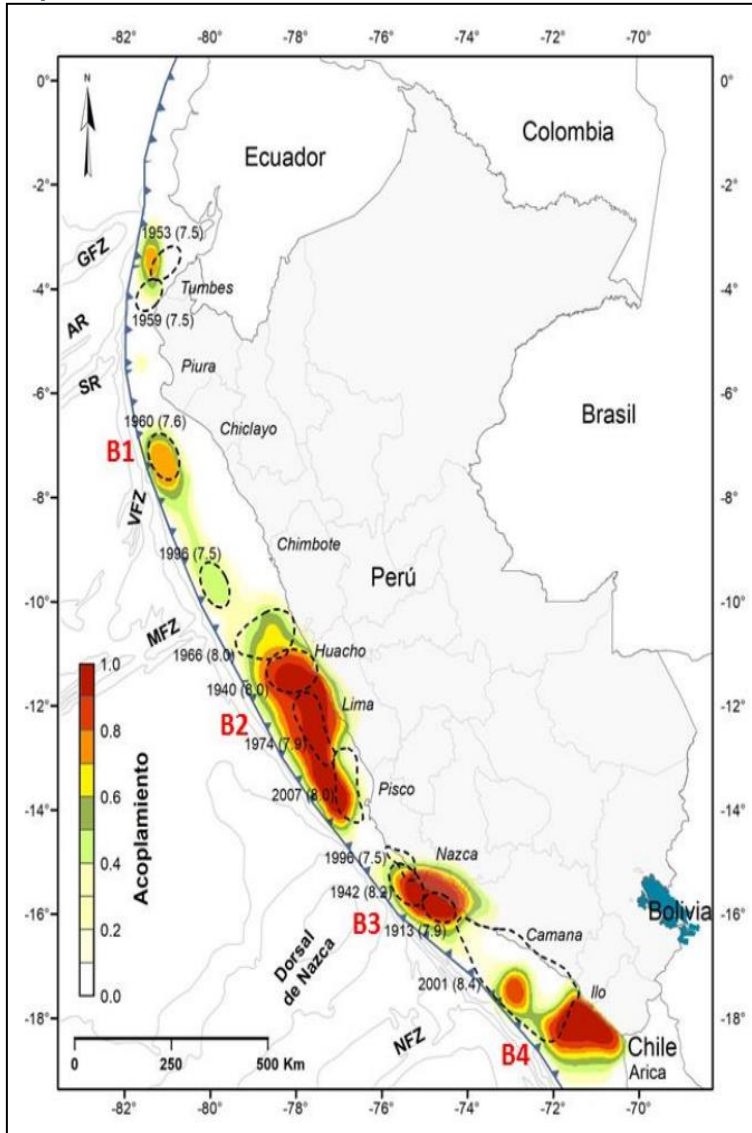 -82° -80° -78° -76° -74° -72° -70°
0° 0°
N
Colombia
Ecuador
-2° -2°
1953 (7.5)
GFZ
Tumbes
-4° -4°
1959 (7.5)
AR
Piura
SR
-6° -6°
1960 (7.6)
Chiclayo
Brasil
B1
-8° -8°
VFZ
Chimbote
1996 (7.5)
Perú
-10° -10°
MFZ
Huacho
1966 (8.0)
1.0
1940 (8.0)
Lima
-12° -12°
B2
0.8
1974 (7.9)
Pisco
2007 (8.0)
-14° -14°
0.6
Acoplamiento
Nazca
1996 (7.5)
0.4
1942 (8.2)
Bolivia
-16° -16°
B3
1913 (7.9)
Camana
0.2
Dorsal
de Nazca
2001 (8.4)
Ilo
0.0
-18° -18°
NFZ
B4
Chile
0 250 500 Km
Arica
-82° -80° -78° -76° -74° -72° -70°